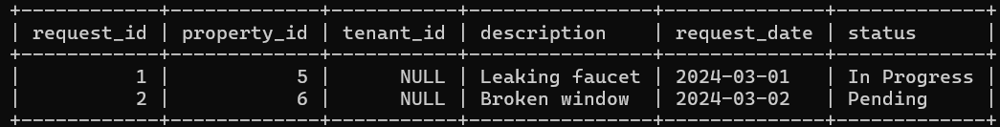 +------------+-------------+-----------+----------------+--------------+-------------+
| request_id | property_id | tenant_id | description    | request_date | status      |
+------------+-------------+-----------+----------------+--------------+-------------+
|          1 |           5 |      NULL | Leaking faucet | 2024-03-01   | In Progress |
|          2 |           6 |      NULL | Broken window  | 2024-03-02   | Pending     |
+------------+-------------+-----------+----------------+--------------+-------------+